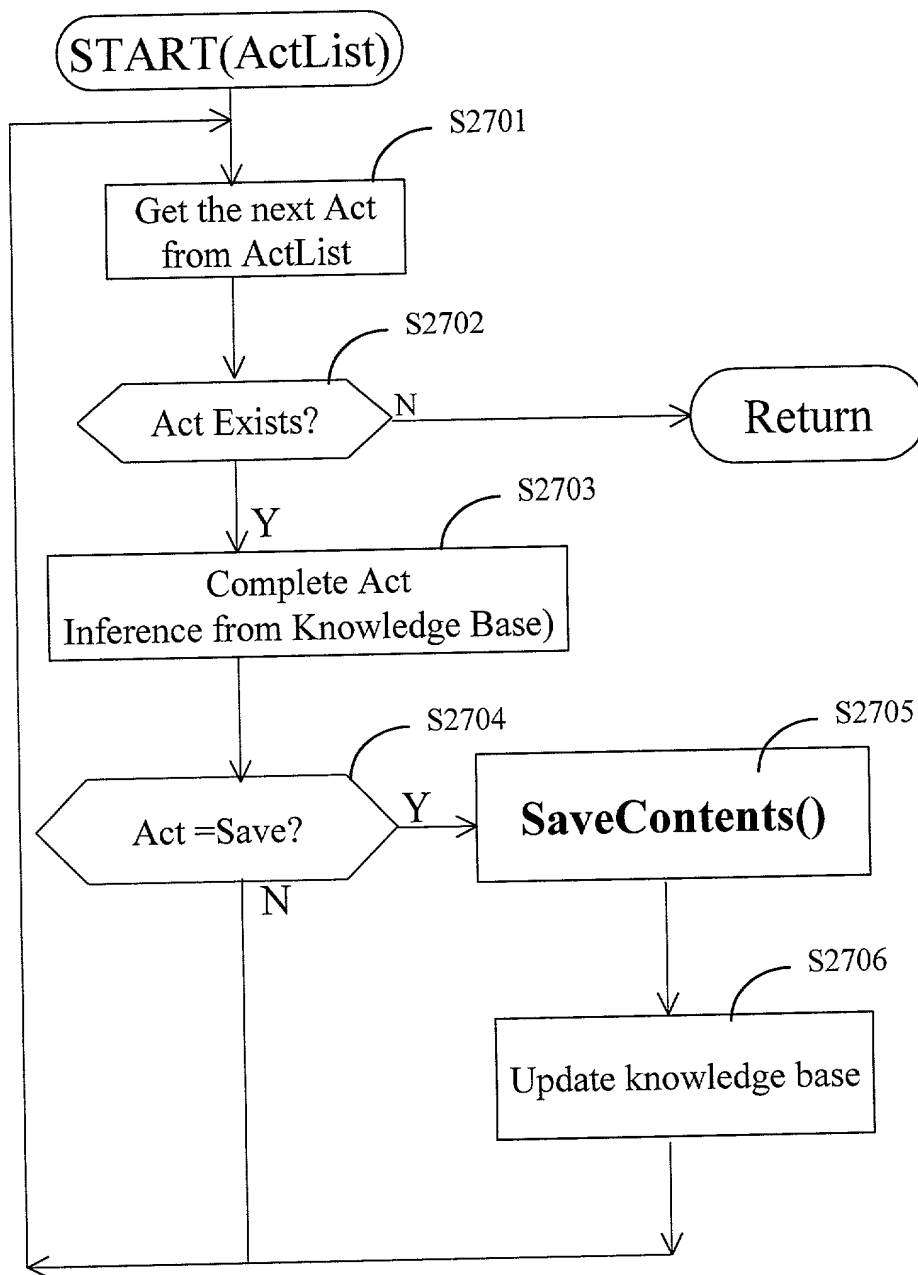 START(ActList)
S2701
Get the next Act
from ActList
S2702
Act Exists?
N
Return
Y
S2703
Complete Act
Inference from Knowledge Base)
S2704
S2705
Act =Save?
Y
SaveContents()
N
S2706
Update knowledge base